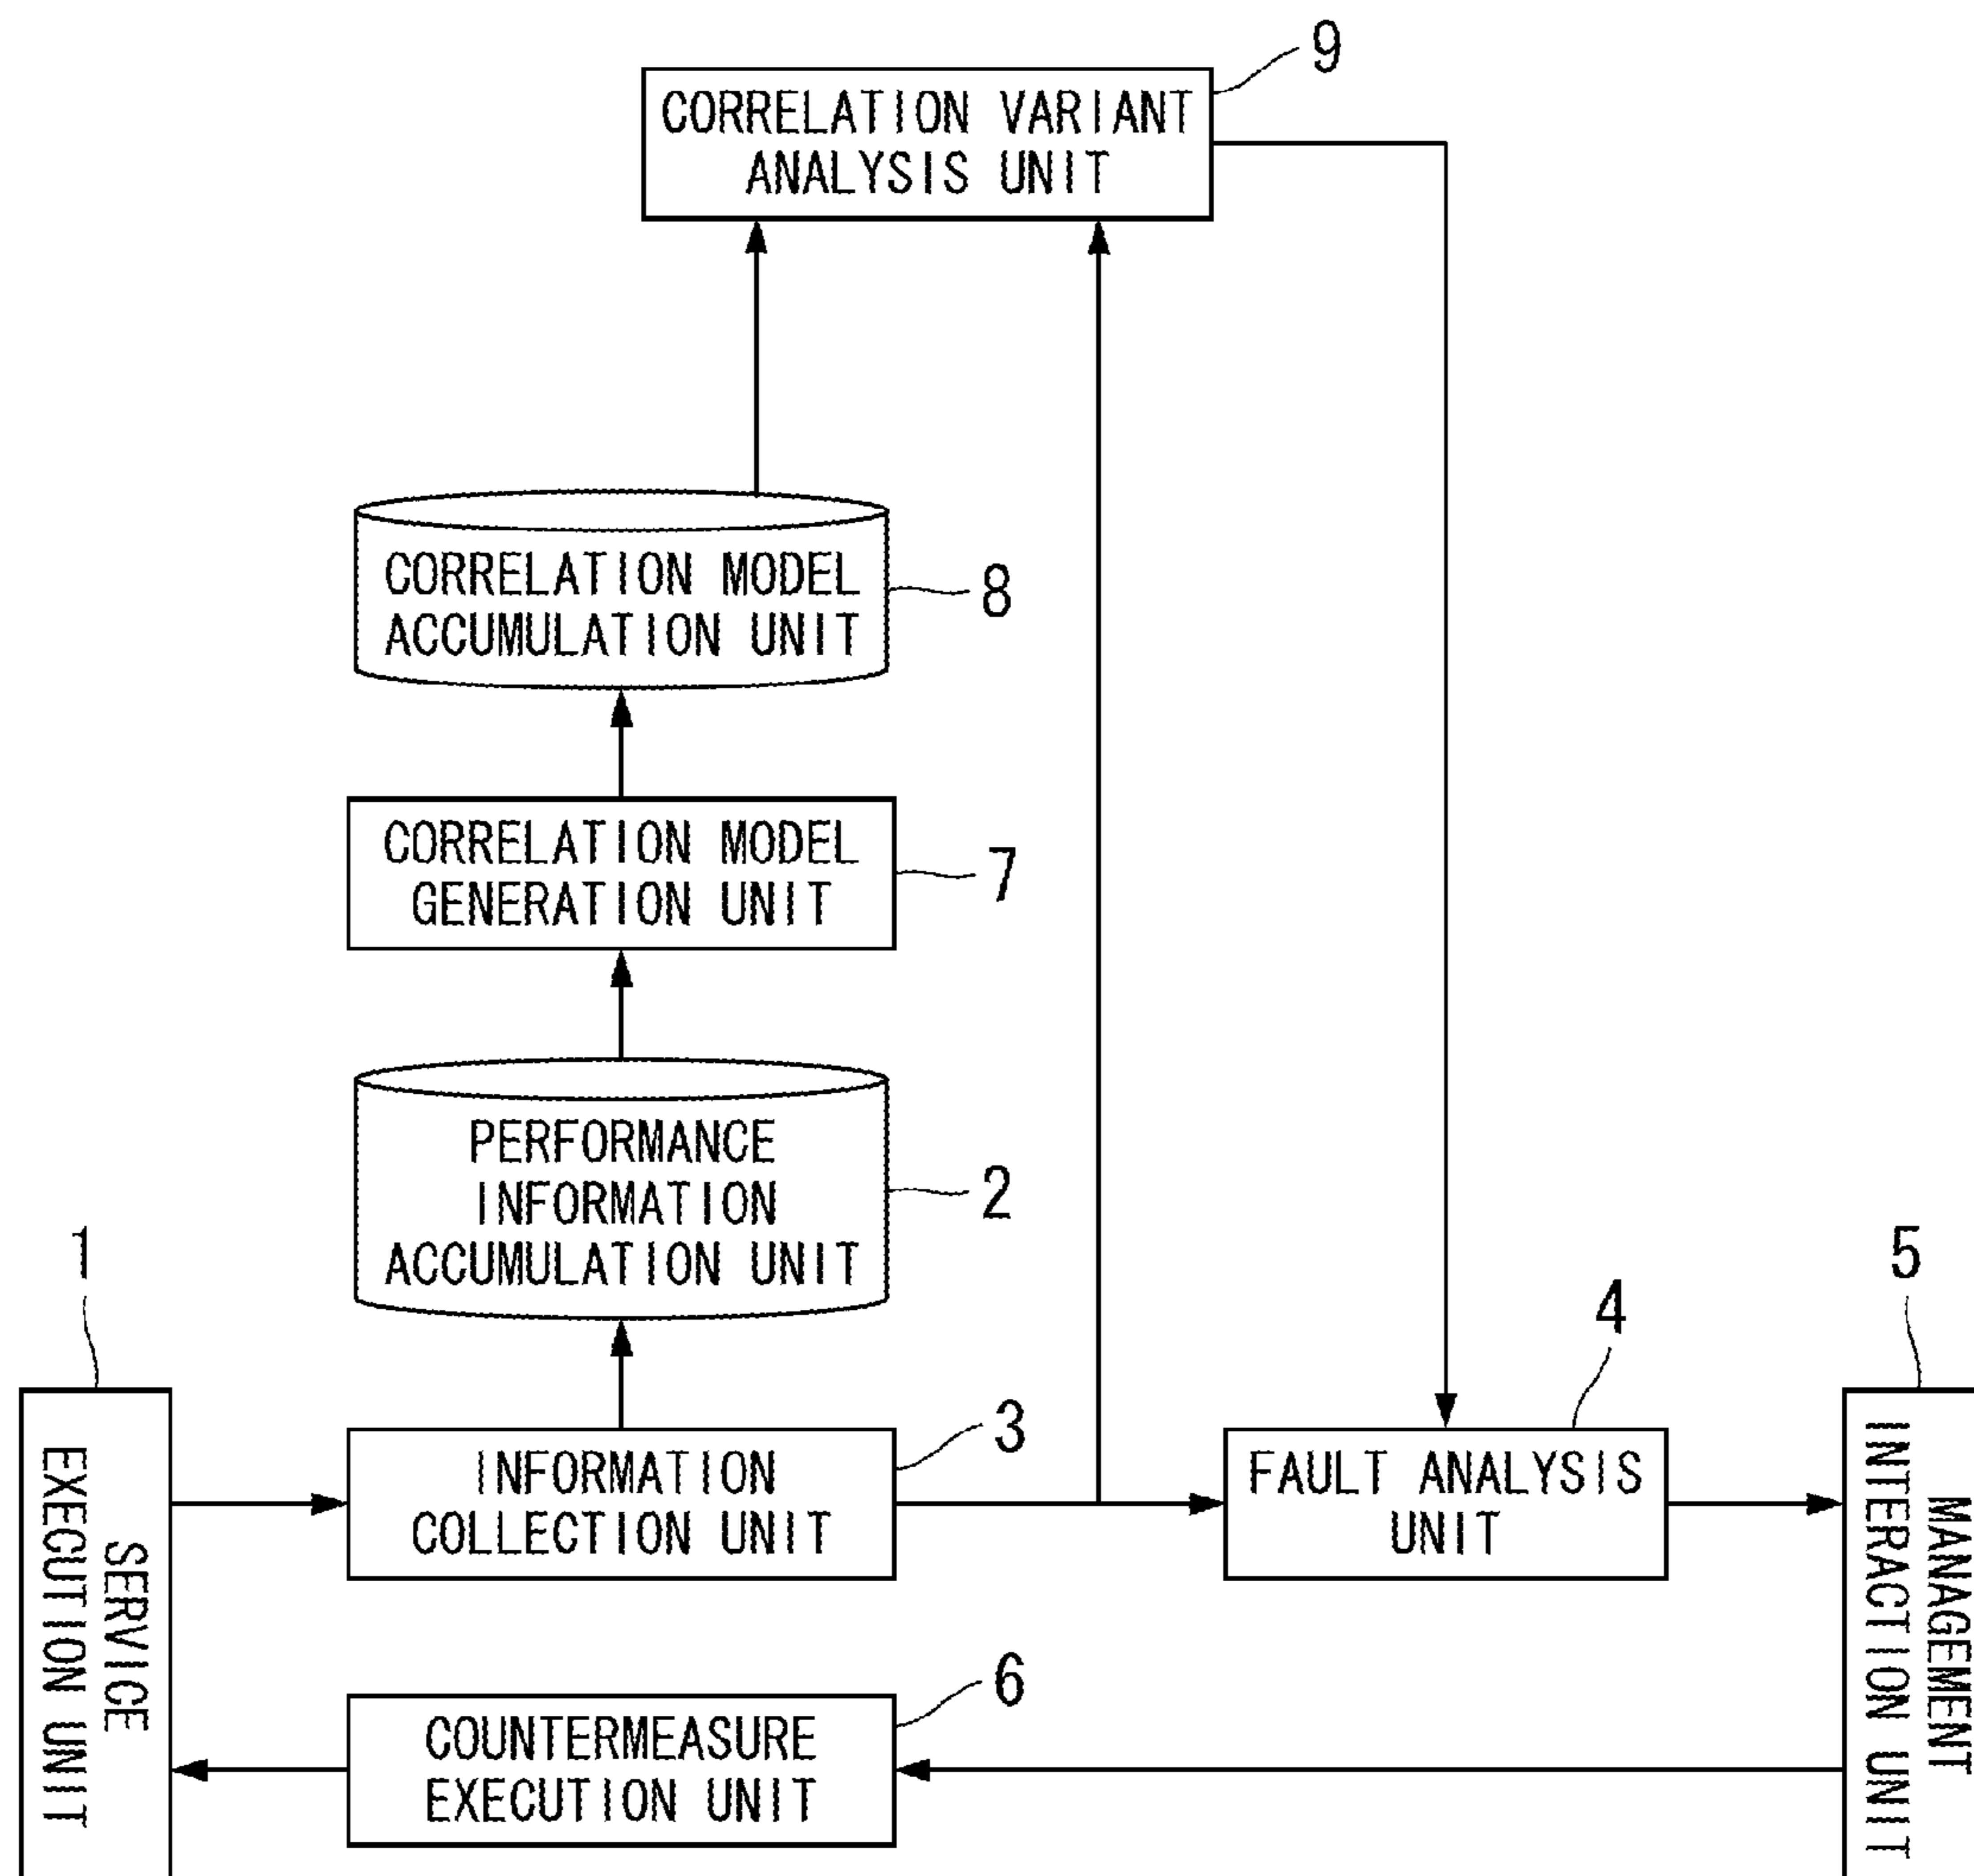 9
CORRELATION VARIANT
ANALYSIS UNIT
CORRELATION MODEL
ACCUMULATION UNIT
8
CORRELATION MODEL
GENERATION UNIT
7
PERFORMANCE
INFORMATION
ACCUMULATION UNIT
2
1
SERVICE
EXECUTION UNIT
INFORMATION
COLLECTION UNIT
3
FAULT ANALYSIS
UNIT
4
5
MANAGEMENT
INTERACTION UNIT
COUNTERMEASURE
EXECUTION UNIT
6